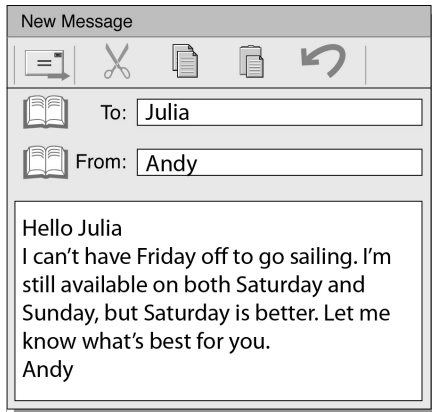 New Message
To: Julia
From: Andy
Hello Julia
I can't have Friday off to go sailing. I'm
still available on both Saturday and
Sunday, but Saturday is better. Let me
know what's best for you.
Andy